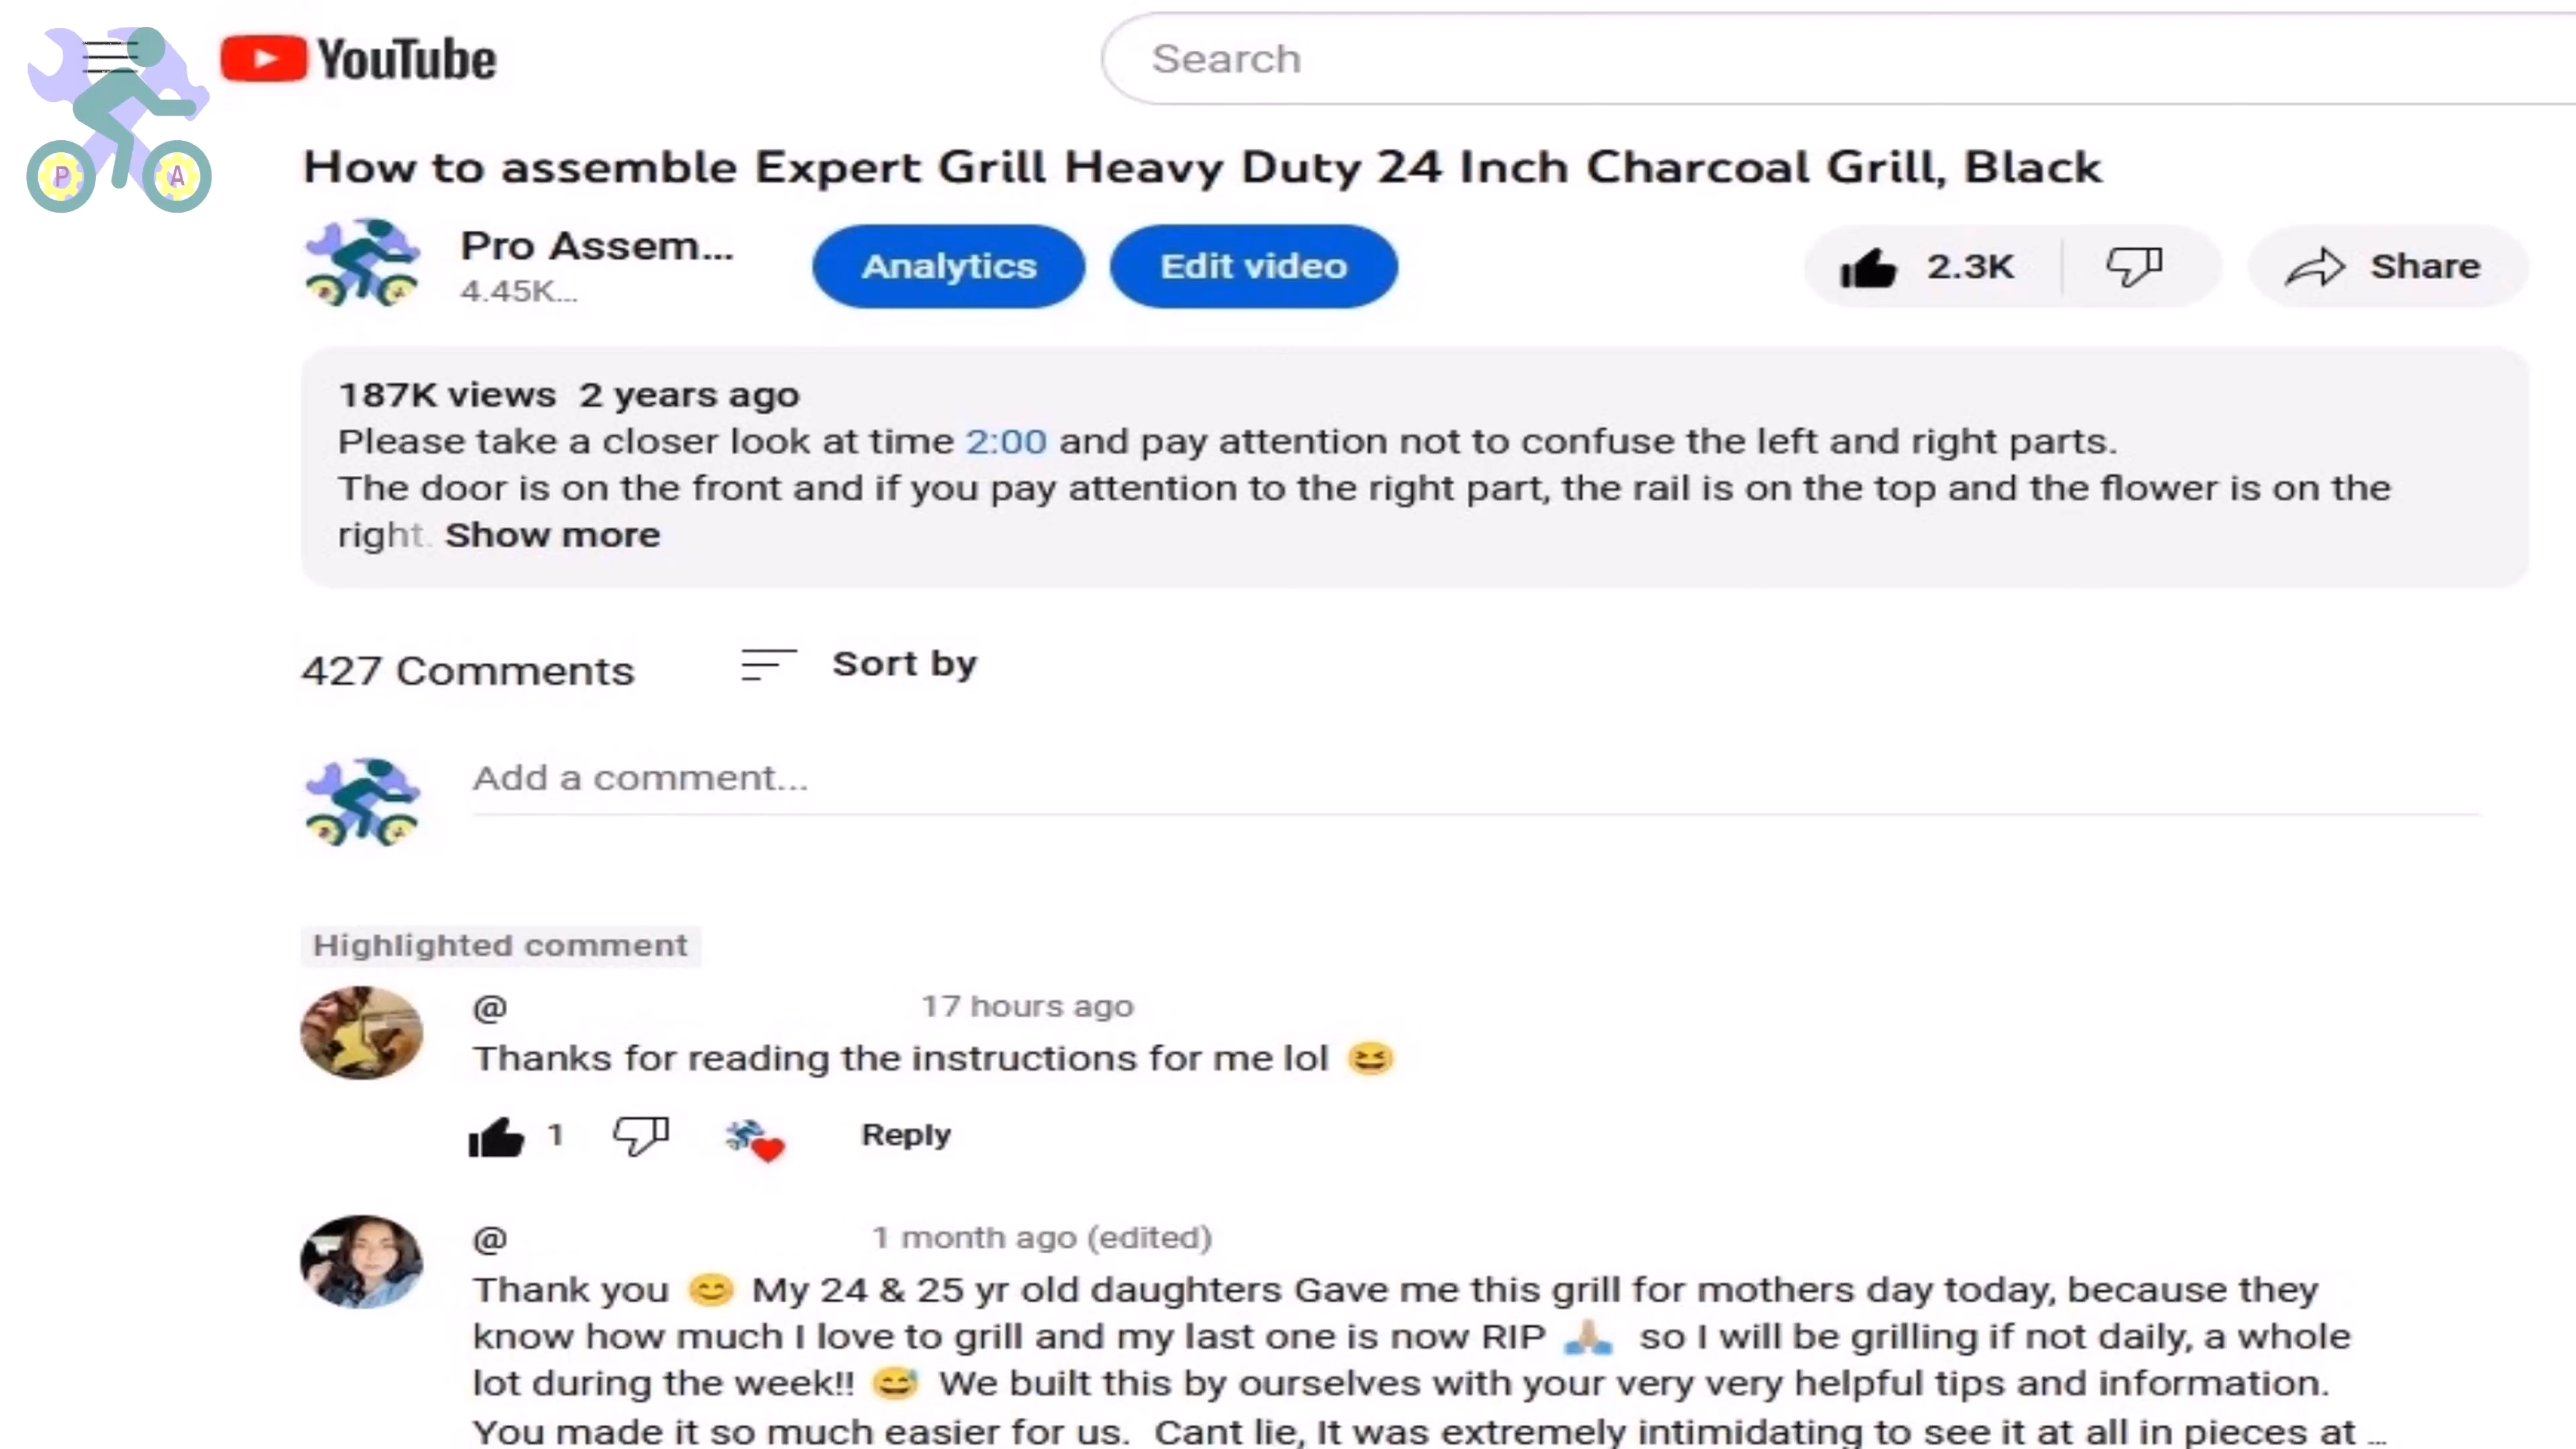 YouTube
Search
How to assemble Expert Grill Heavy Duty 24 Inch Charcoal Grill, Black
Pro Assem...
4.45K...
Analytics
Edit video
2.3K
Share
187K views 2 years ago
Please take a closer look at time 2:00 and pay attention not to confuse the left and right parts.
The door is on the front and if you pay attention to the right part, the rail is on the top and the flower is on the
right. Show more
427 Comments
Sort by
Add a comment...
Highlighted comment
@
17 hours ago
Thanks for reading the instructions for me lol 😆
1
Reply
@
1 month ago (edited)
Thank you 😊 My 24 & 25 yr old daughters Gave me this grill for mothers day today, because they
know how much I love to grill and my last one is now RIP 🙏 so I will be grilling if not daily, a whole
lot during the week!! 😅 We built this by ourselves with your very very helpful tips and information.
You made it so much easier for us. Cant lie, It was extremely intimidating to see it at all in pieces at ...
P A